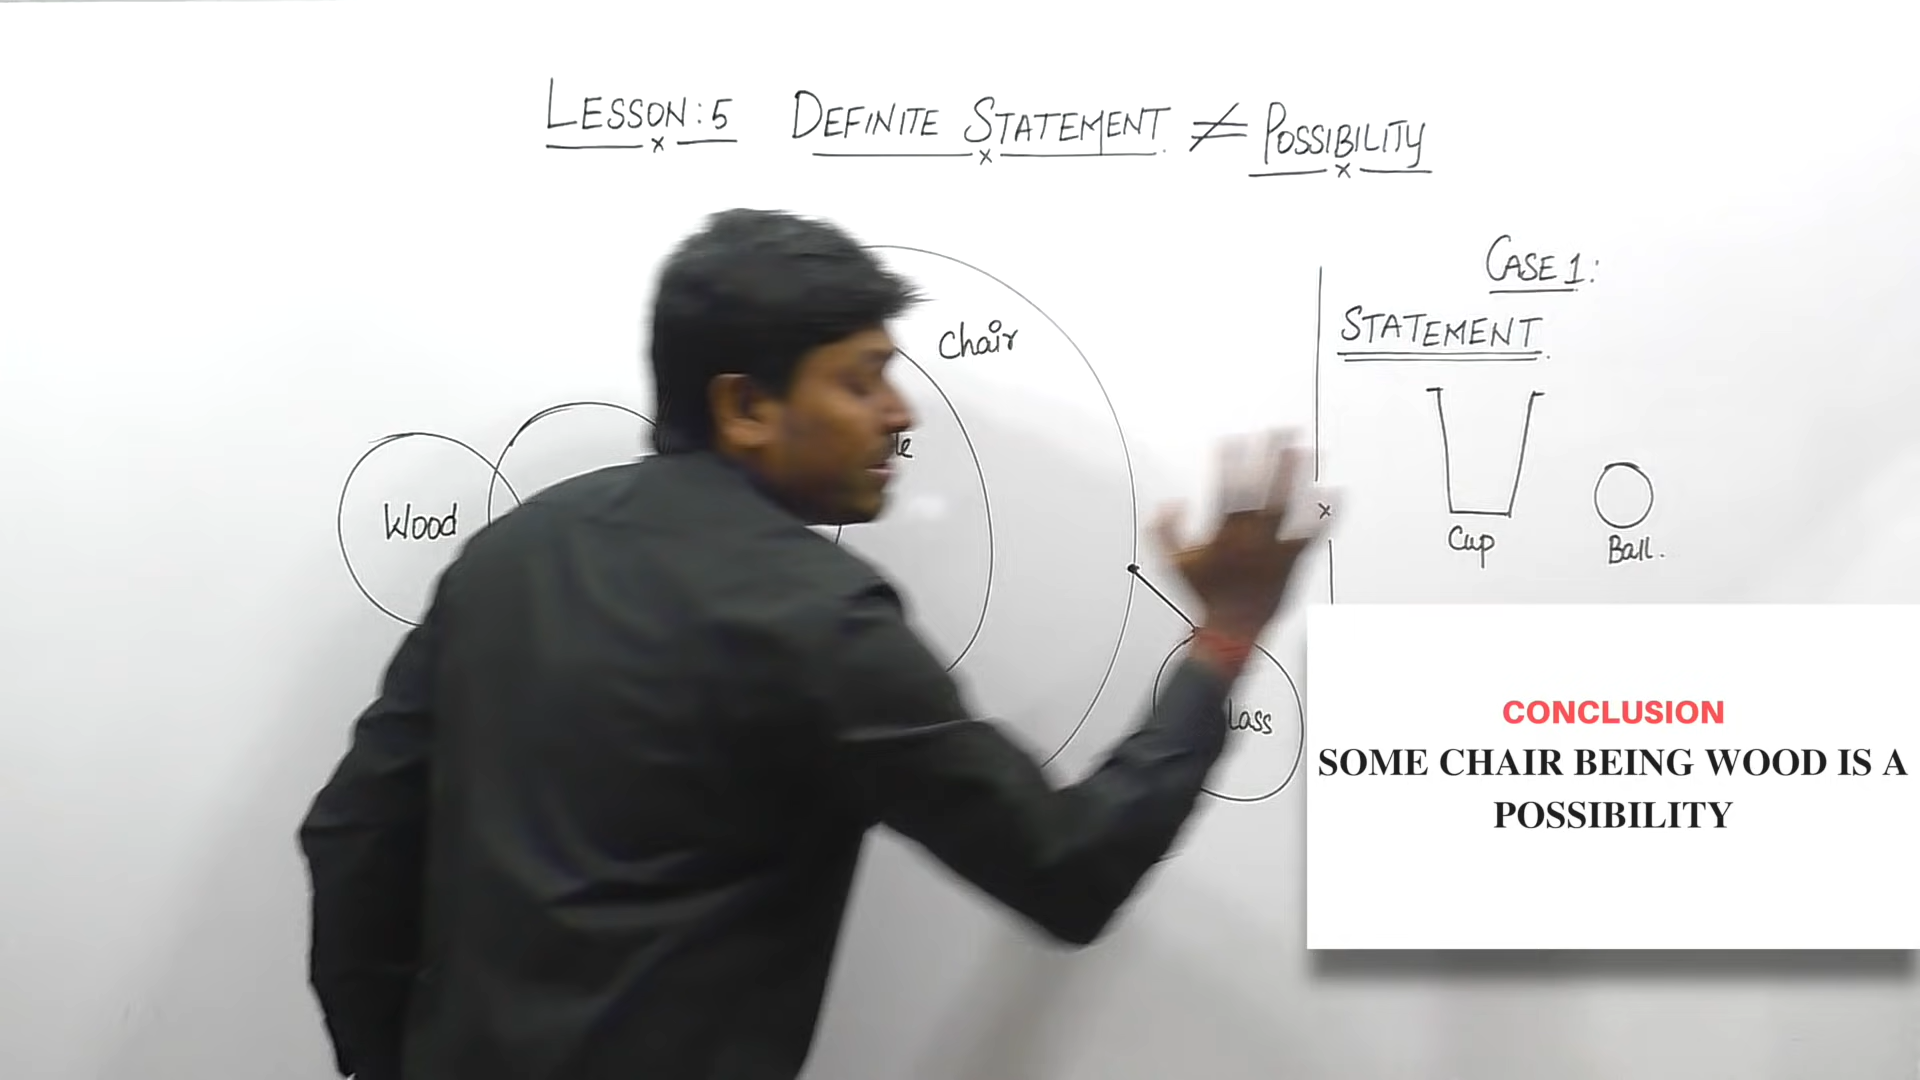 LESSON: 5 DEFINITE STATEMENT ≠ POSSIBILITY
Chair
Wood
CASE 1:
STATEMENT
Cup
Ball.
CONCLUSION
SOME CHAIR BEING WOOD IS A
POSSIBILITY